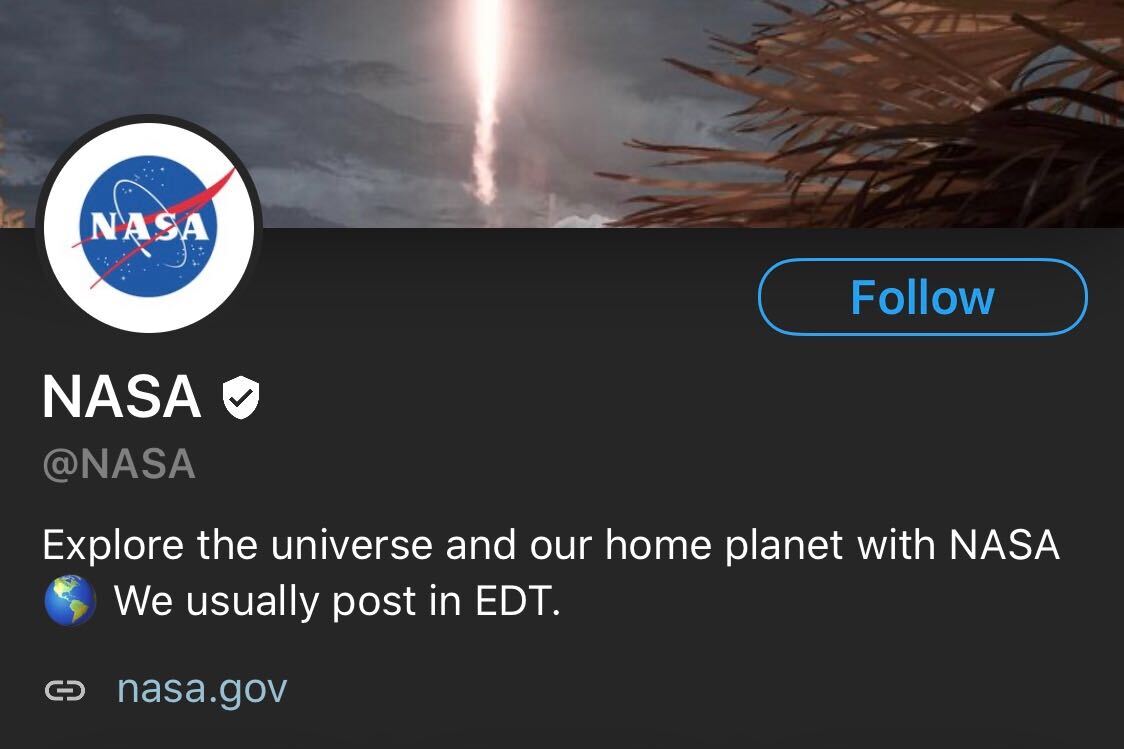 NASA
Follow
NASA
@NASA
Explore the universe and our home planet with NASA
🌎 We usually post in EDT.
nasa.gov